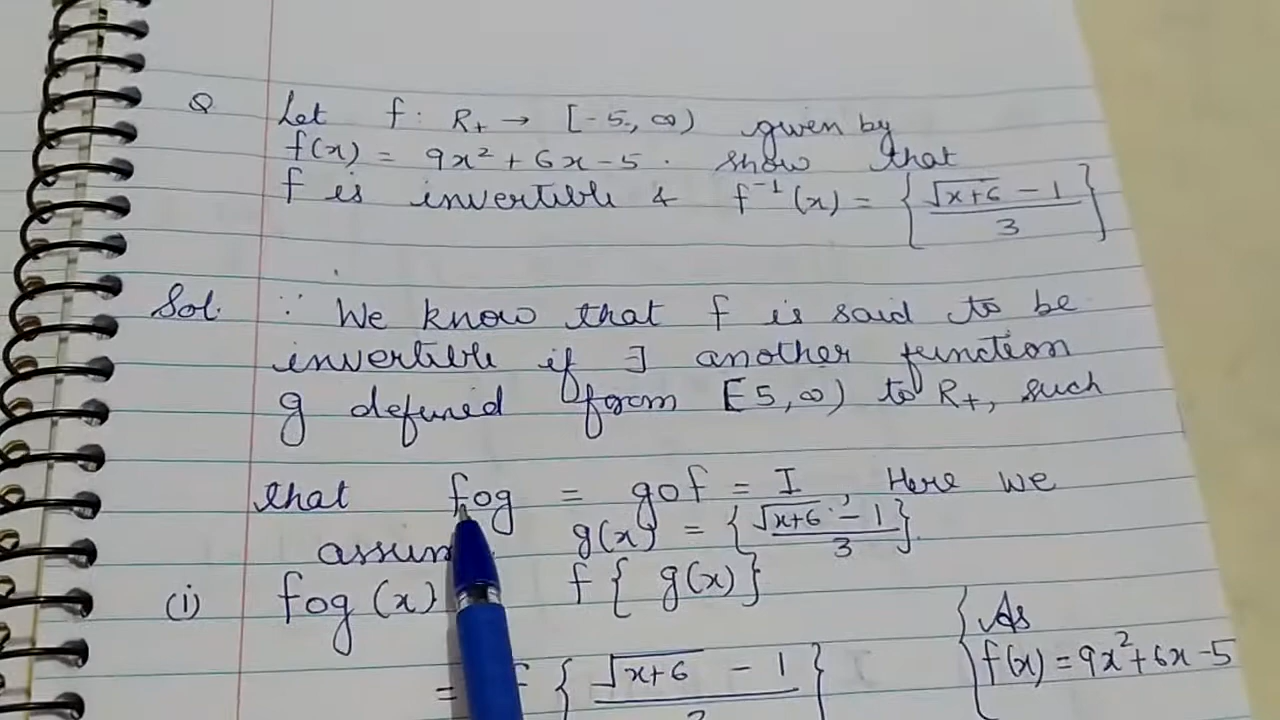 Q Let f: R₊ → [-5, ∞) given by
f(x) = 9x² + 6x - 5. show that
f is invertible & f⁻¹(x) = { (√(x+6) - 1) / 3 }
Sol. ∵ We know that f is said to be
invertible if ∃ another function
g defined from [5, ∞) to R₊, such
that fog = gof = I, Here we
g(x) = { (√(x+6) - 1) / 3 }.
(i) fog(x) f{ g(x) }
{ As
= { √(x+6) - 1 }
f(x) = 9x² + 6x - 5